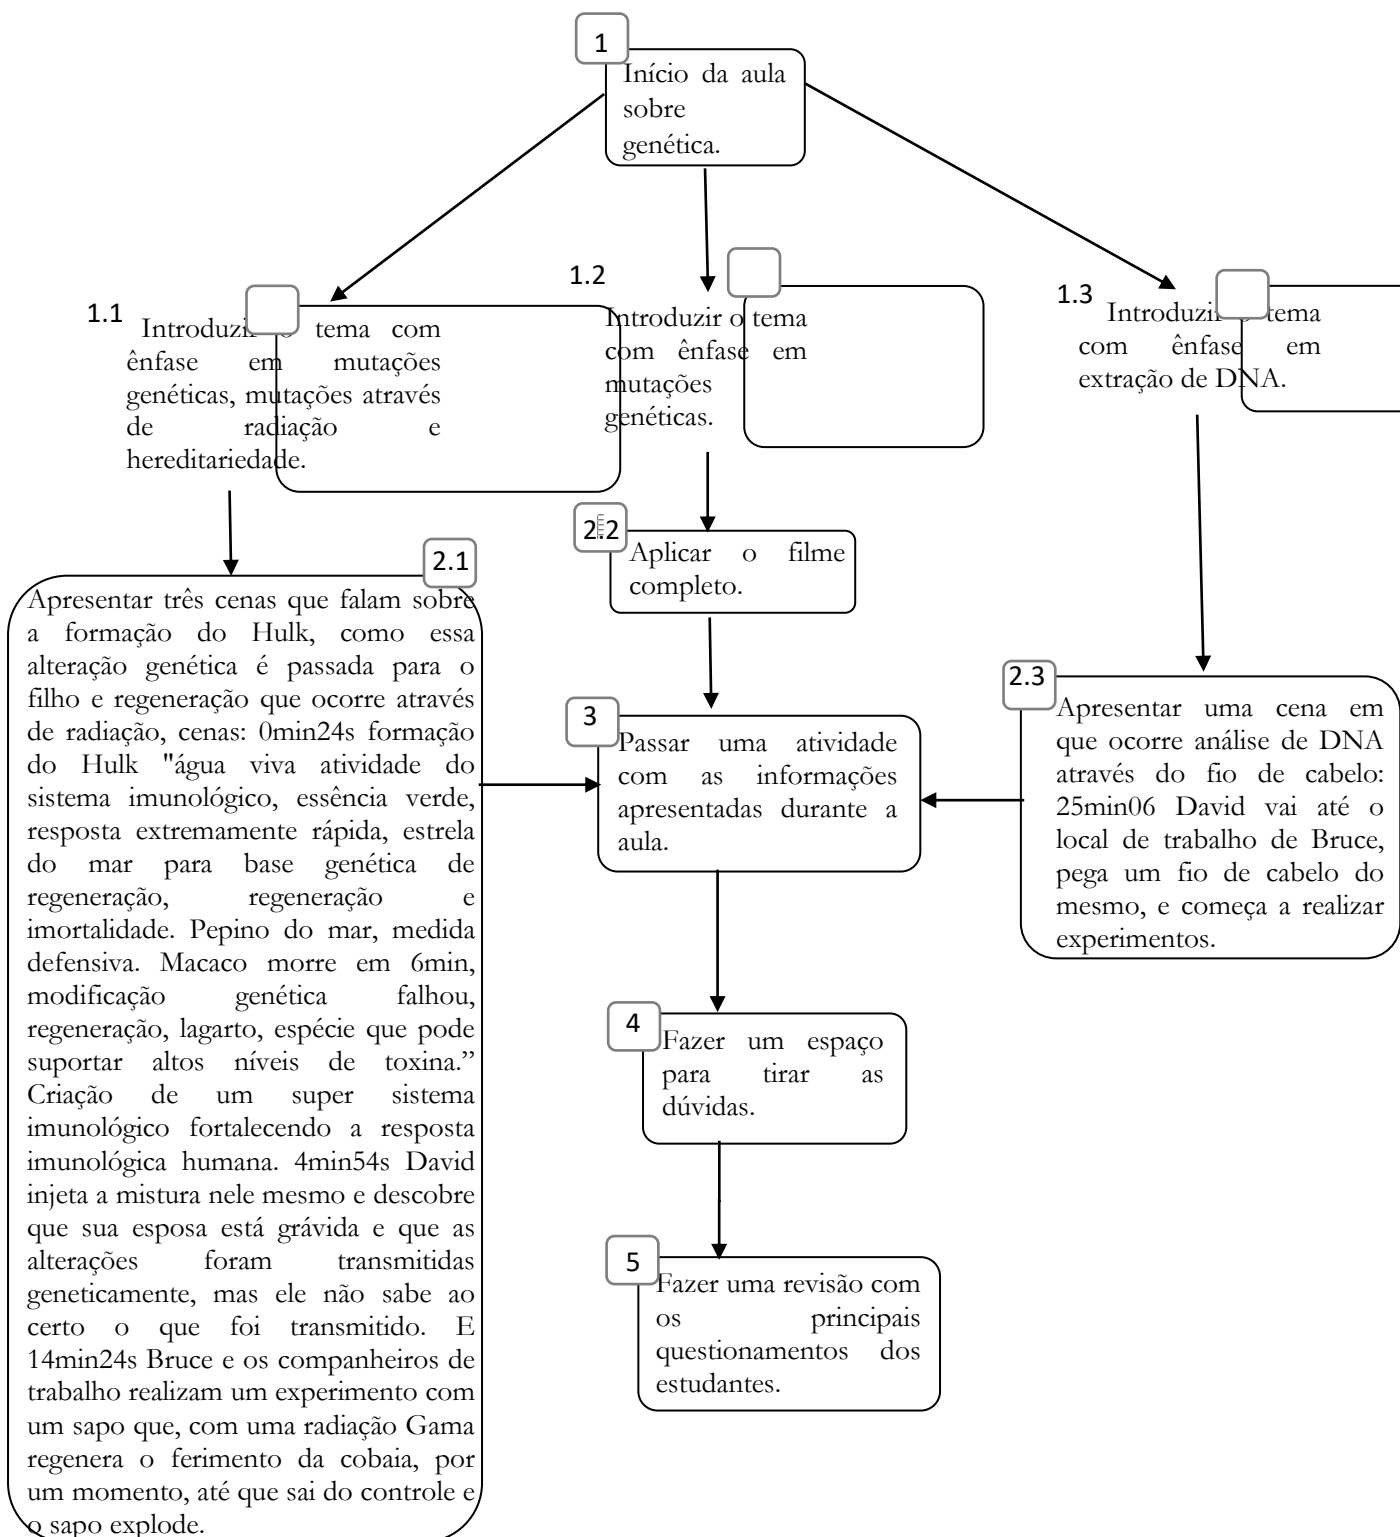 1
Início da aula
sobre
genética.
1.1
Introduzir o tema com
ênfase em mutações
genéticas, mutações através
de radiação e
hereditariedade.
1.2
Introduzir o tema
com ênfase em
mutações
genéticas.
1.3
Introduzir o tema
com ênfase em
extração de DNA.
2.1
Apresentar três cenas que falam sobre
a formação do Hulk, como essa
alteração genética é passada para o
filho e regeneração que ocorre através
de radiação, cenas: 0min24s formação
do Hulk "água viva atividade do
sistema imunológico, essência verde,
resposta extremamente rápida, estrela
do mar para base genética de
regeneração, regeneração e
imortalidade. Pepino do mar, medida
defensiva. Macaco morre em 6min,
modificação genética falhou,
regeneração, lagarto, espécie que pode
suportar altos níveis de toxina.”
Criação de um super sistema
imunológico fortalecendo a resposta
imunológica humana. 4min54s David
injeta a mistura nele mesmo e descobre
que sua esposa está grávida e que as
alterações foram transmitidas
geneticamente, mas ele não sabe ao
certo o que foi transmitido. E
14min24s Bruce e os companheiros de
trabalho realizam um experimento com
um sapo que, com uma radiação Gama
regenera o ferimento da cobaia, por
um momento, até que sai do controle e
o sapo explode.
2.2
Aplicar o filme
completo.
2.3
Apresentar uma cena em
que ocorre análise de DNA
através do fio de cabelo:
25min06 David vai até o
local de trabalho de Bruce,
pega um fio de cabelo do
mesmo, e começa a realizar
experimentos.
3
Passar uma atividade
com as informações
apresentadas durante a
aula.
4
Fazer um espaço
para tirar as
dúvidas.
5
Fazer uma revisão com
os principais
questionamentos dos
estudantes.